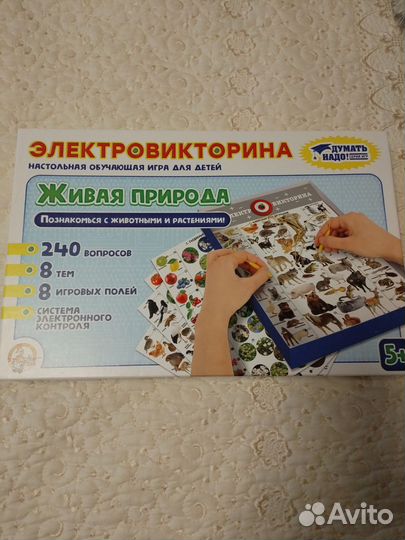 ЭЛЕКТРОВИКТОРИНА
НАСТОЛЬНАЯ ОБУЧАЮЩАЯ ИГРА ДЛЯ ДЕТЕЙ
ДУМАТЬ
НАДО!
ЖИВАЯ ПРИРОДА
Познакомься с животными и растениями!
ВИКТОРИНА
240 ВОПРОСОВ
8 ТЕМ
8 ИГРОВЫХ ПОЛЕЙ
СИСТЕМА
ЭЛЕКТРОННОГО
КОНТРОЛЯ
5+
Avito